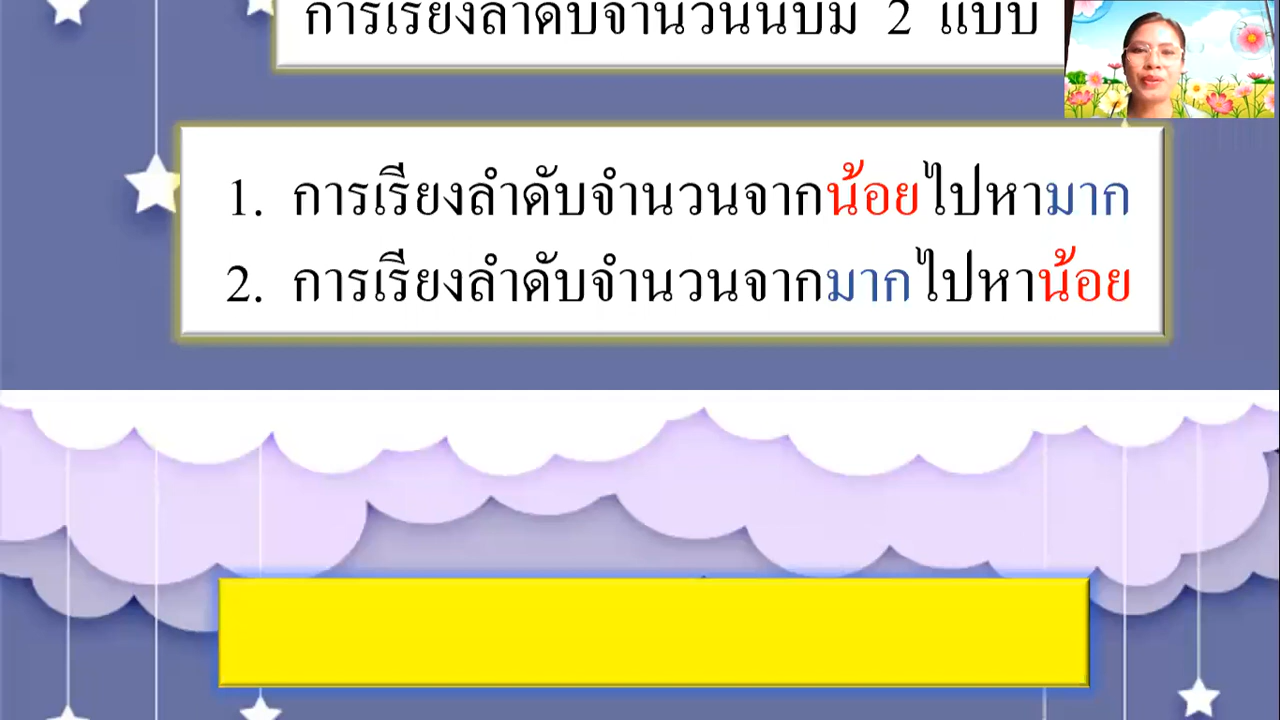 การเรียงลำดับจำนวนนับมี 2 แบบ
1. การเรียงลำดับจำนวนจากน้อยไปหามาก
2. การเรียงลำดับจำนวนจากมากไปหาน้อย